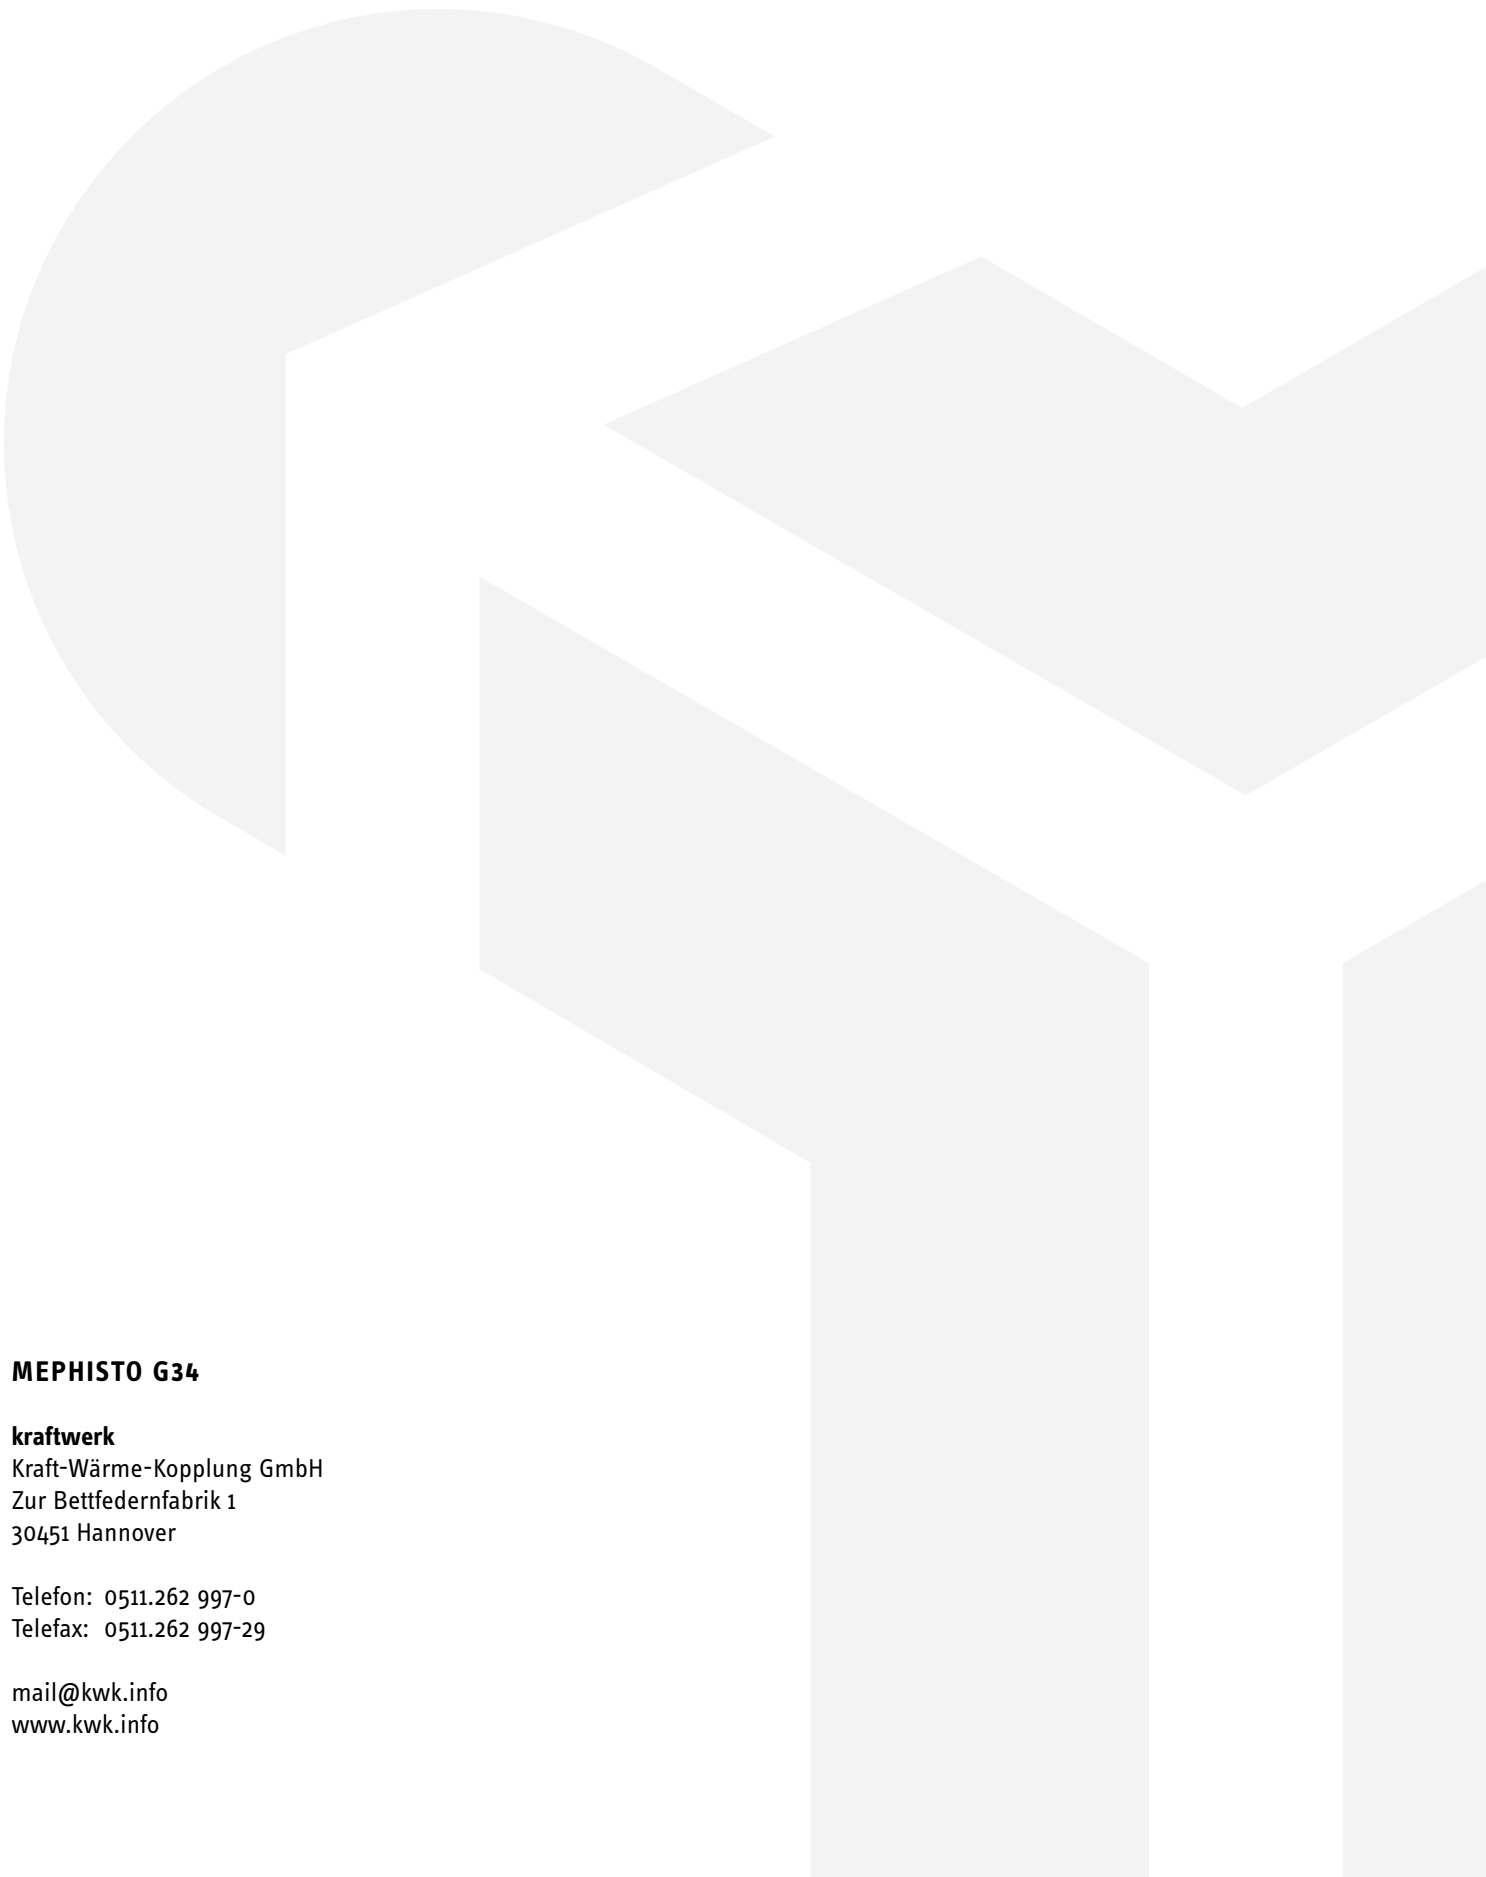 MEPHISTO G34
kraftwerk
Kraft-Wärme-Kopplung GmbH
Zur Bettfedernfabrik 1
30451 Hannover
Telefon: 0511.262 997-0
Telefax: 0511.262 997-29
mail@kwk.info
www.kwk.info